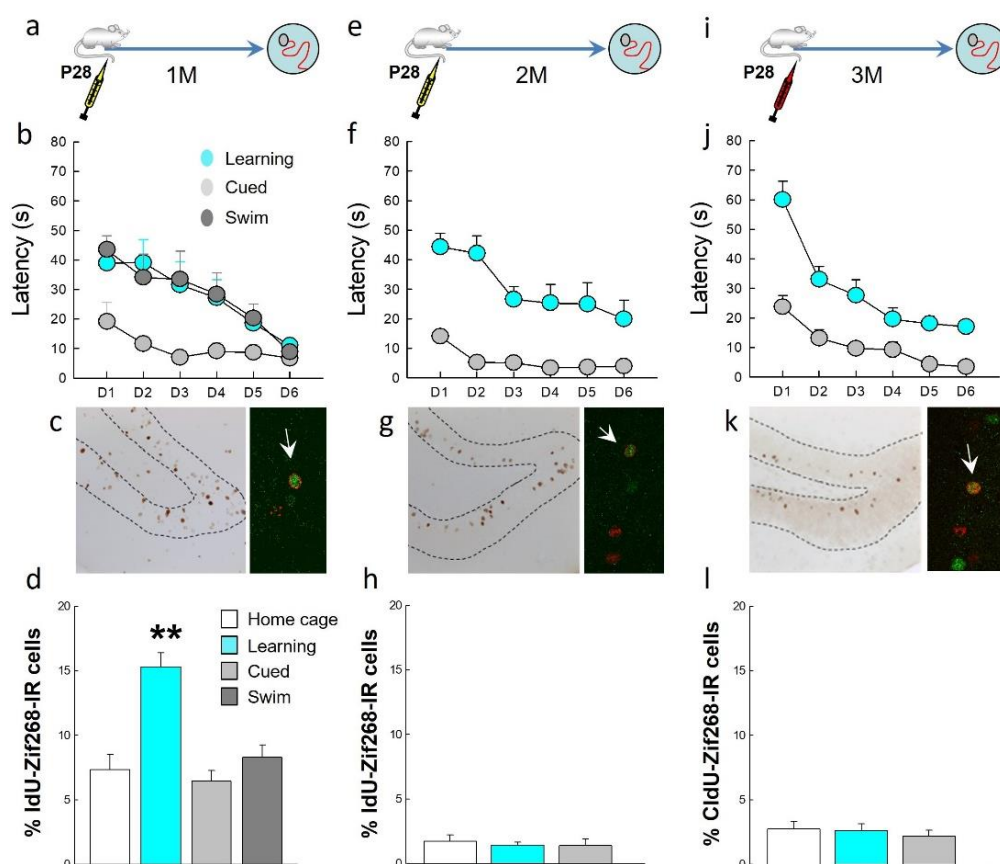 a
e
i
P28
1M
P28
2M
P28
3M
b
80
70
60
50
40
30
20
10
0
Latency (s)
Learning
Cued
Swim
D1 D2 D3 D4 D5 D6
f
80
70
60
50
40
30
20
10
0
Latency (s)
D1 D2 D3 D4 D5 D6
j
80
70
60
50
40
30
20
10
0
Latency (s)
D1 D2 D3 D4 D5 D6
c
g
k
d
20
15
10
5
0
% IdU-Zif268-IR cells
**
Home cage
Learning
Cued
Swim
h
20
15
10
5
0
% IdU-Zif268-IR cells
l
20
15
10
5
0
% CldU-Zif268-IR cells